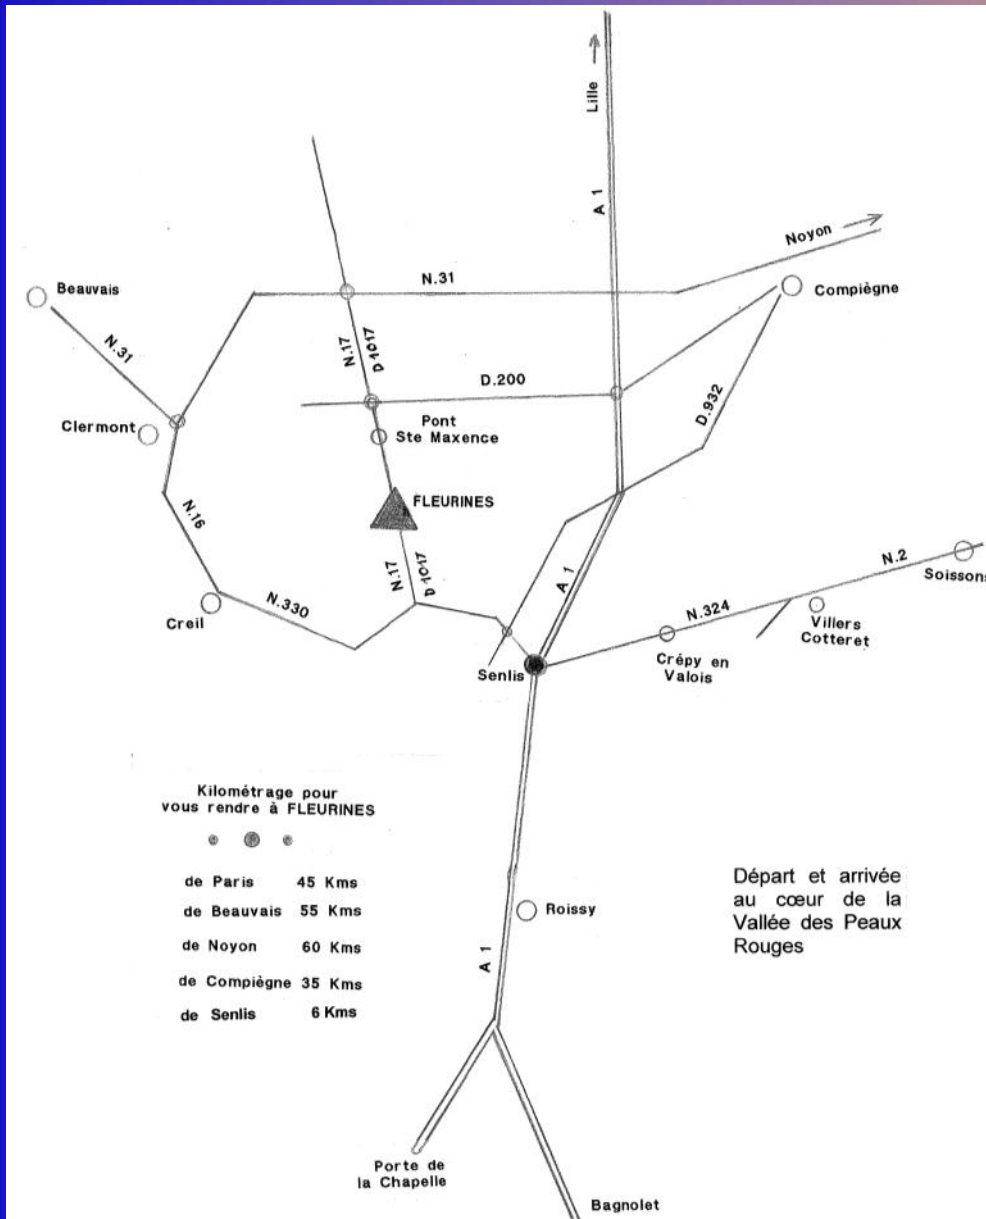 Lille
A 1
Noyon
Beauvais
N.31
Compiègne
N.31
N.17
D 1017
D.200
D.932
Clermont
Pont
Ste Maxence
FLEURINES
N.16
N.17
D 1017
A 1
N.2
Soissons
Creil
N.330
N.324
Villers
Cotteret
Senlis
Crépy en
Valois
Kilométrage pour
vous rendre à FLEURINES
de Paris 45 Kms
de Beauvais 55 Kms
de Noyon 60 Kms
de Compiègne 35 Kms
de Senlis 6 Kms
Départ et arrivée
au cœur de la
Vallée des Peaux
Rouges
Roissy
A 1
Porte de
la Chapelle
Bagnolet